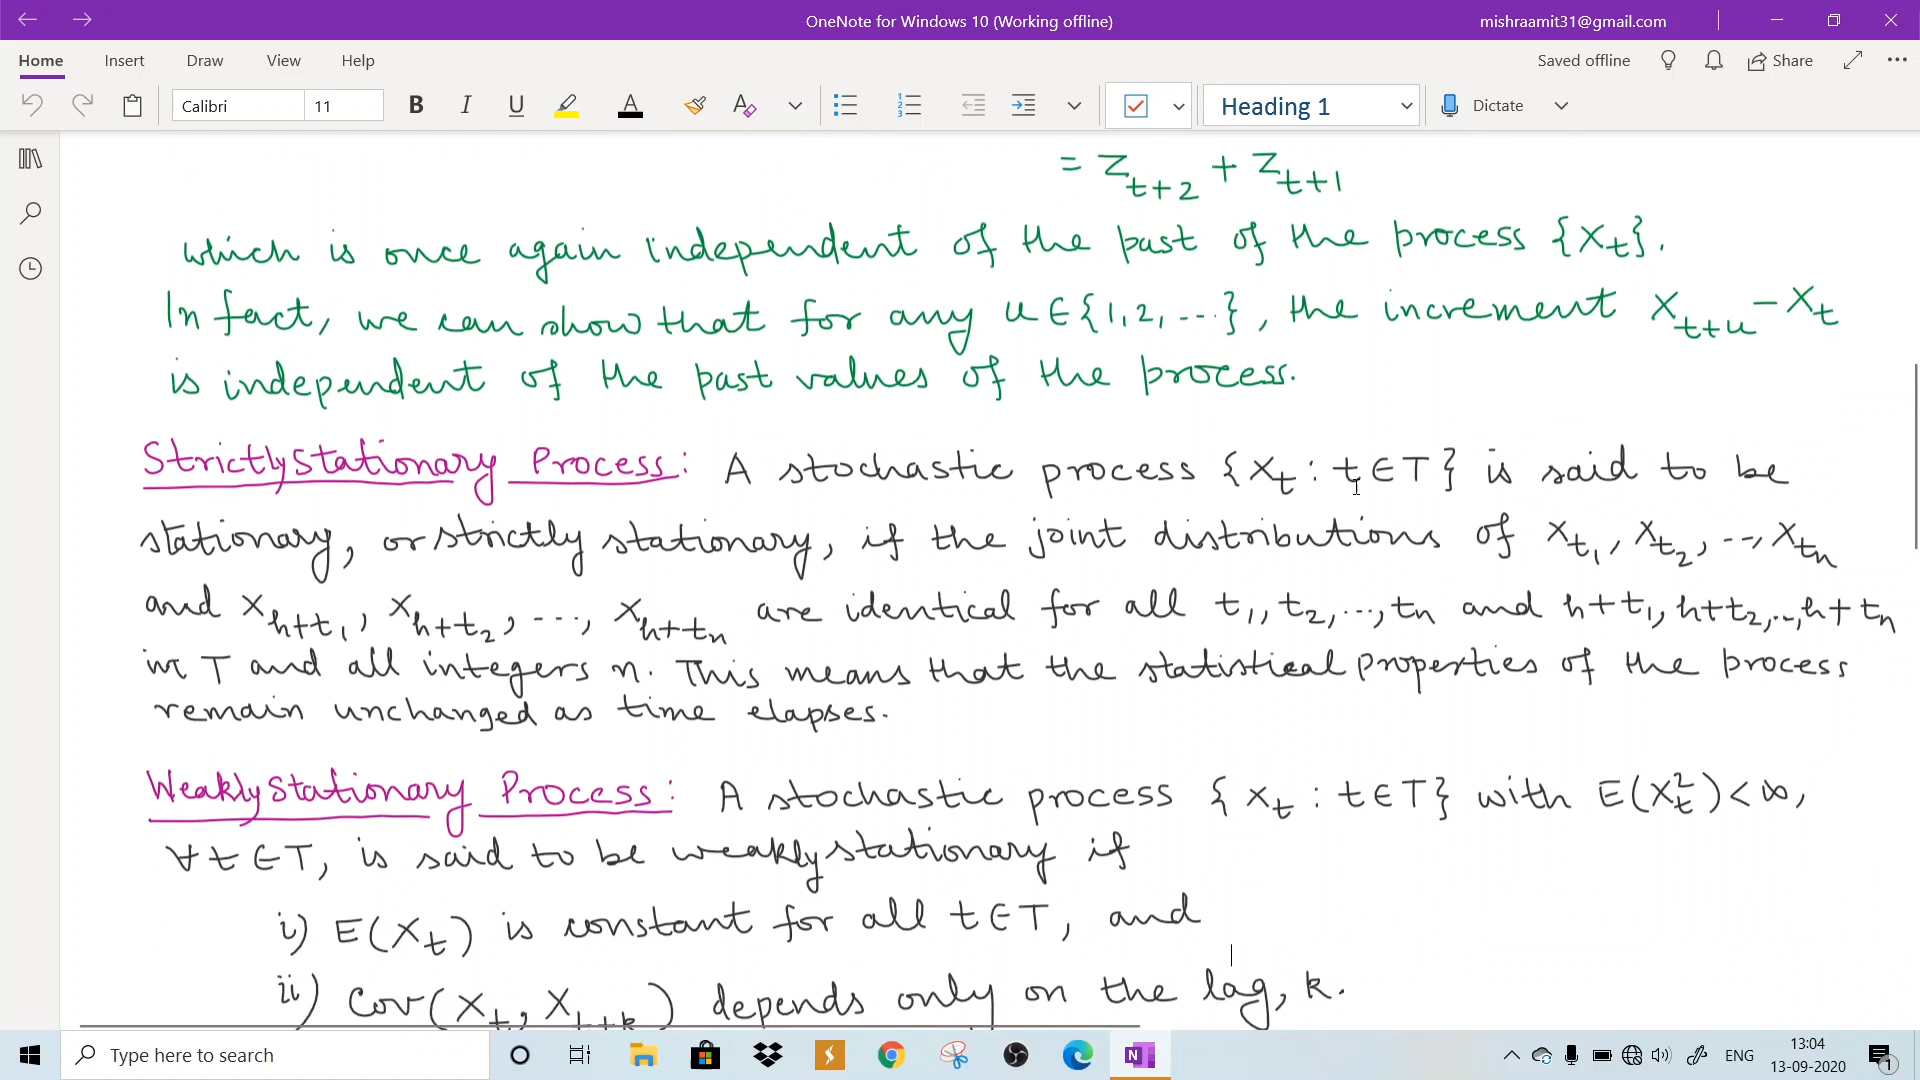 OneNote for Windows 10 (Working offline)
mishraamit31@gmail.com
Home Insert Draw View Help
Saved offline
Share
Calibri 11
B I U A
Heading 1
Dictate
= Z_{t+2} + Z_{t+1}
which is once again independent of the past of the process {X_t}.
In fact, we can show that for any u ∈ {1, 2, ...}, the increment X_{t+u} - X_t
is independent of the past values of the process.
Strictly Stationary Process: A stochastic process {X_t : t ∈ T} is said to be
stationary, or strictly stationary, if the joint distributions of X_{t_1}, X_{t_2}, ..., X_{t_n}
and X_{h+t_1}, X_{h+t_2}, ..., X_{h+t_n} are identical for all t_1, t_2, ..., t_n and h+t_1, h+t_2, ..., h+t_n
in T and all integers n. This means that the statistical properties of the process
remain unchanged as time elapses.
Weakly Stationary Process: A stochastic process {X_t : t ∈ T} with E(X_t^2) < ∞,
∀ t ∈ T, is said to be weakly stationary if
i) E(X_t) is constant for all t ∈ T, and
ii) Cov(X_t, X_{t+k}) depends only on the lag, k.
Type here to search
ENG
13:04
13-09-2020
1